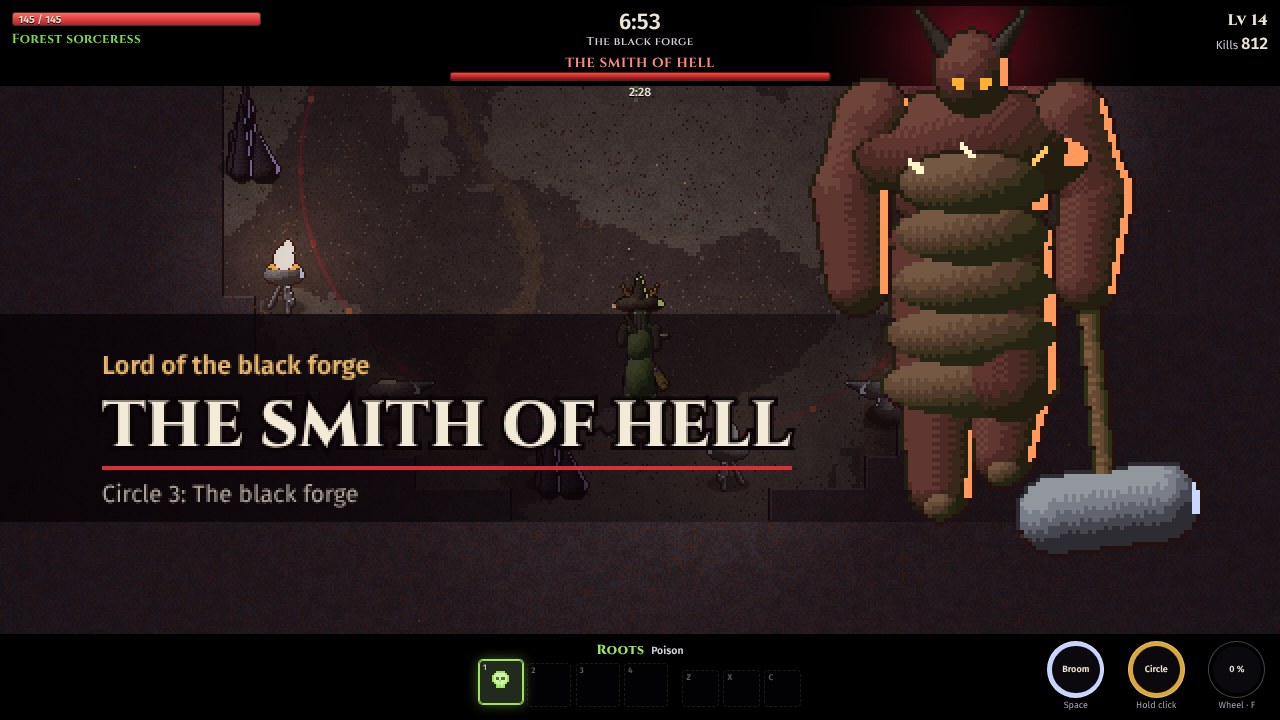 145 / 145
Forest sorceress
6:53
The black forge
The Smith of Hell
2:28
Lv 14
Kills 812
Lord of the black forge
The Smith of Hell
Circle 3: The black forge
Roots Poison
1 2 3 4 Z X C
Broom Circle 0 %
Space Hold click Wheel · F